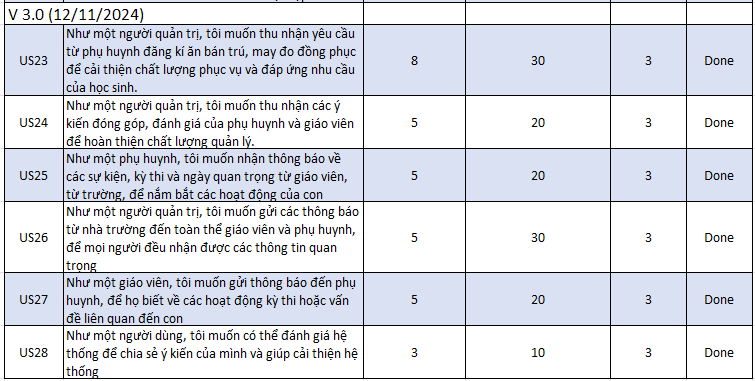 V 3.0 (12/11/2024)
US23
Như một người quản trị, tôi muốn thu nhận yêu cầu
từ phụ huynh đăng kí ăn bán trú, may đo đồng phục
để cải thiện chất lượng phục vụ và đáp ứng nhu cầu
của học sinh.
8
30
3
Done
US24
Như một người quản trị, tôi muốn thu nhận các ý
kiến đóng góp, đánh giá của phụ huynh và giáo viên
để hoàn thiện chất lượng quản lý.
5
20
3
Done
US25
Như một phụ huynh, tôi muốn nhận thông báo về
các sự kiện, kỳ thi và ngày quan trọng từ giáo viên,
từ trường, để nắm bắt các hoạt động của con
5
20
3
Done
US26
Như một người quản trị, tôi muốn gửi các thông báo
từ nhà trường đến toàn thể giáo viên và phụ huynh,
để mọi người đều nhận được các thông tin quan
trọng
5
30
3
Done
US27
Như một giáo viên, tôi muốn gửi thông báo đến phụ
huynh, để họ biết về các hoạt động kỳ thi hoặc vấn
đề liên quan đến con
5
20
3
Done
US28
Như một người dùng, tôi muốn có thể đánh giá hệ
thống để chia sẻ ý kiến của mình và giúp cải thiện hệ
thống
3
10
3
Done